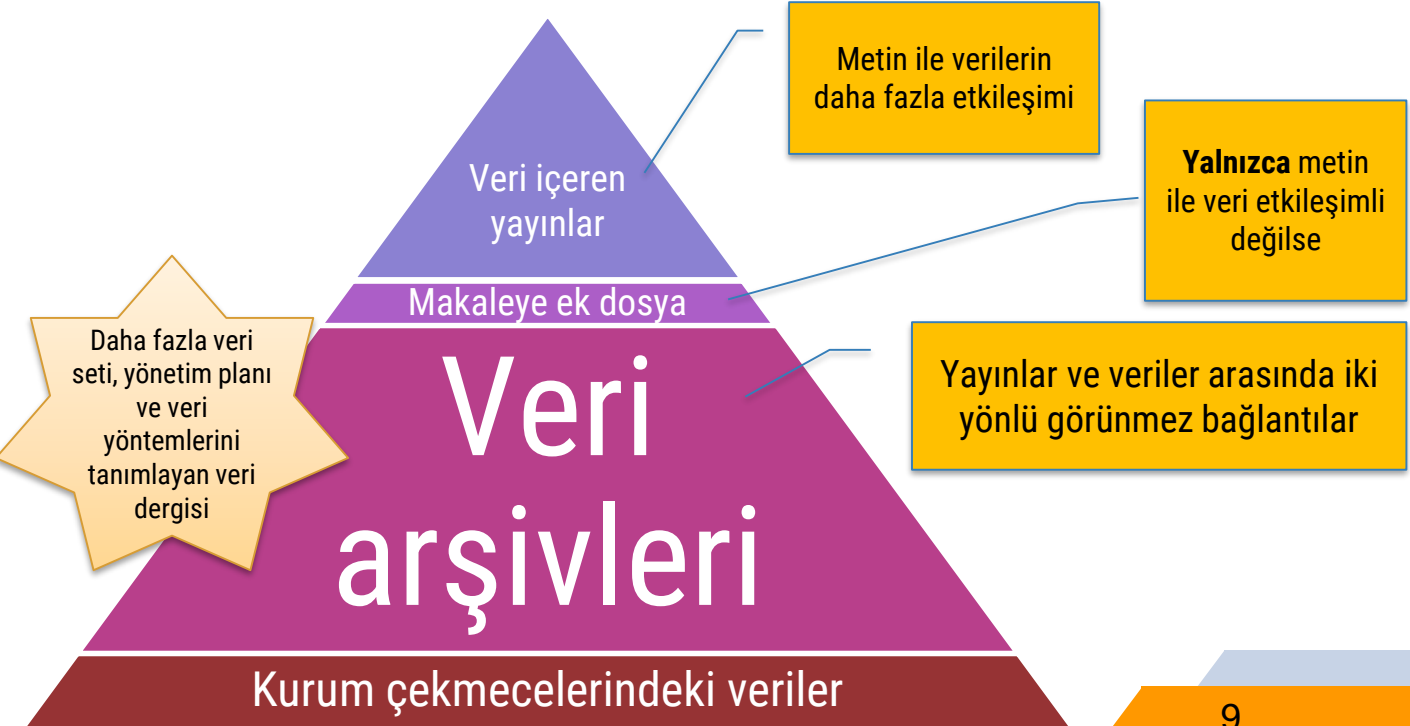 Metin ile verilerin
daha fazla etkileşimi
Yalnızca metin
ile veri etkileşimli
değilse
Veri içeren
yayınlar
Makaleye ek dosya
Daha fazla veri
seti, yönetim planı
ve veri
yöntemlerini
tanımlayan veri
dergisi
Veri
arşivleri
Yayınlar ve veriler arasında iki
yönlü görünmez bağlantılar
Kurum çekmecelerindeki veriler
9